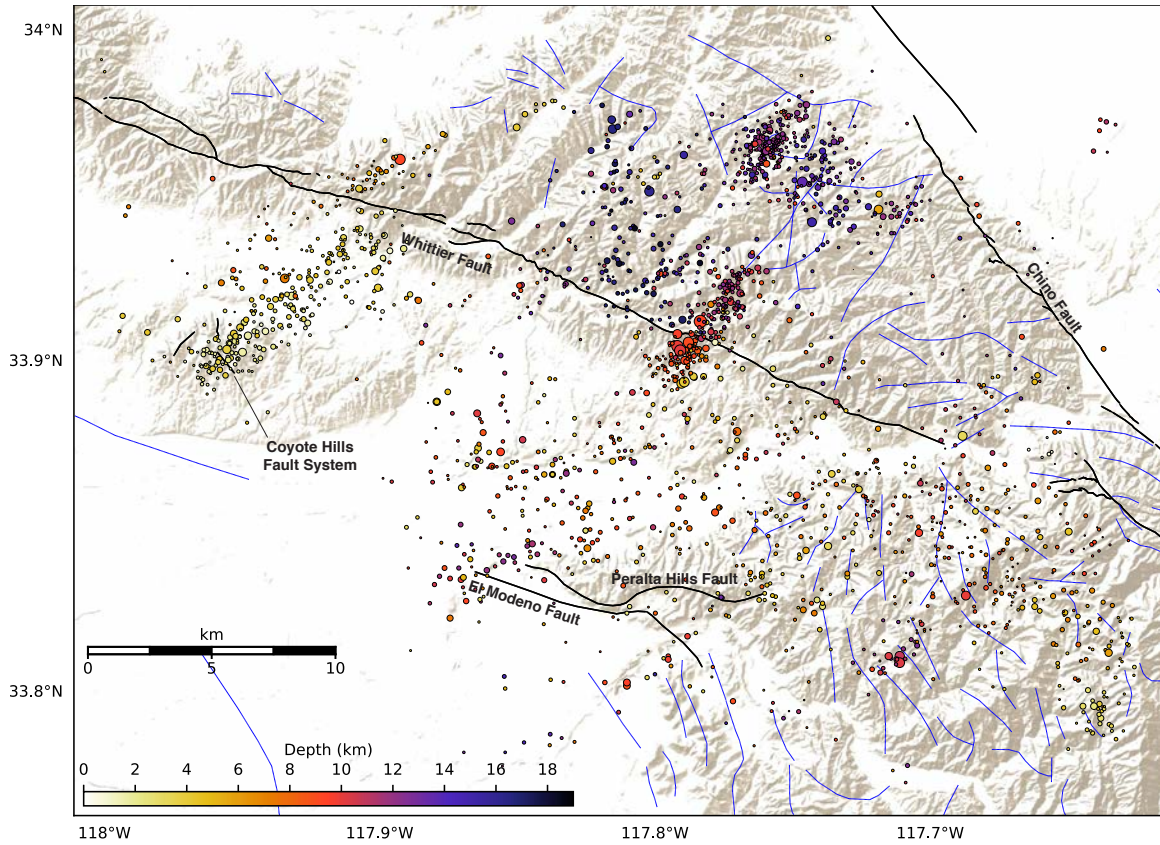 34°N
Whittier Fault
Chino Fault
33.9°N
Coyote Hills
Fault System
Peralta Hills Fault
El Modeno Fault
km
0 5 10
33.8°N
Depth (km)
0 2 4 6 8 10 12 14 16 18
118°W 117.9°W 117.8°W 117.7°W